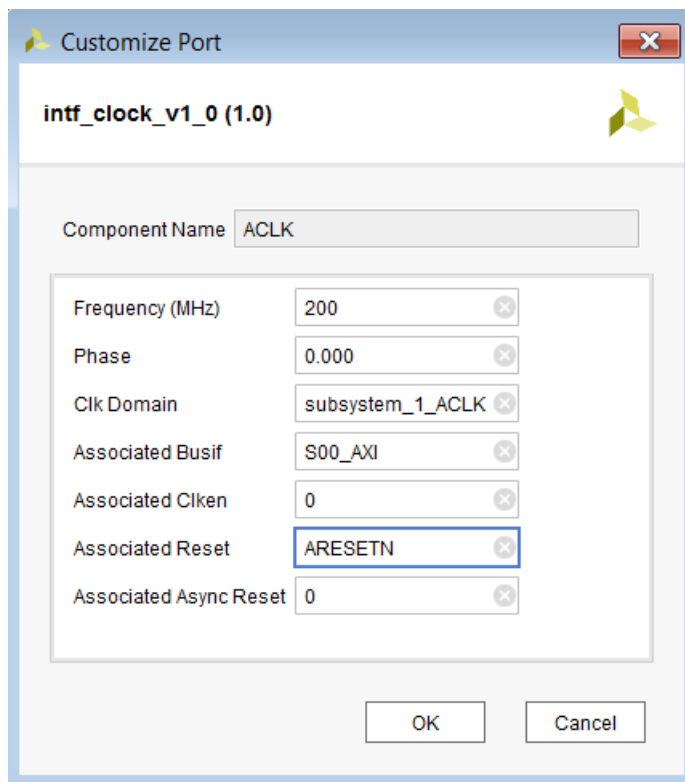 Customize Port
intf_clock_v1_0 (1.0)
Component Name ACLK
Frequency (MHz) 200
Phase 0.000
Clk Domain subsystem_1_ACLK
Associated Busif S00_AXI
Associated Clken 0
Associated Reset ARESETN
Associated Async Reset 0
OK Cancel